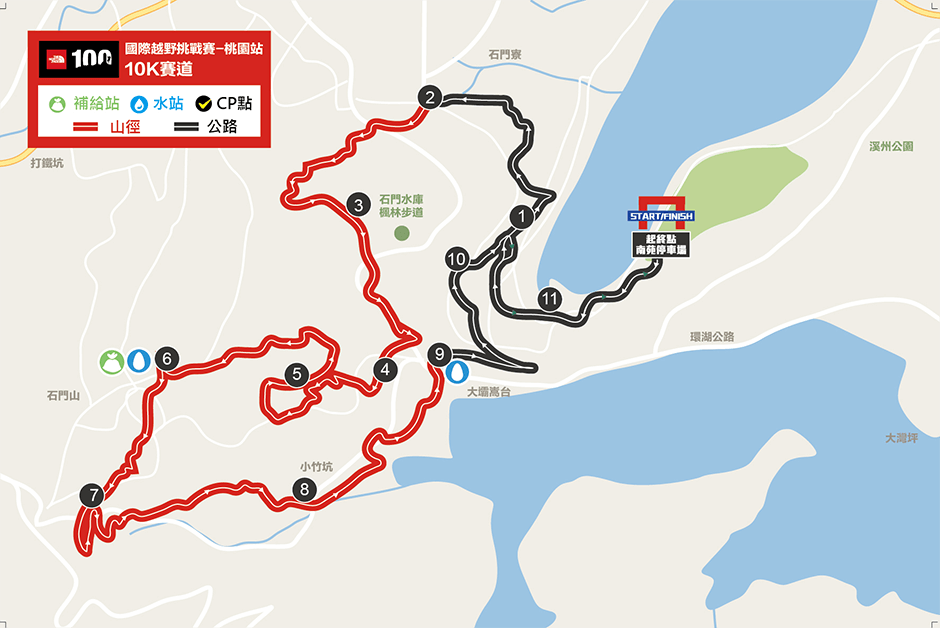 100
國際越野挑戰賽-桃園站
10K賽道
補給站
水站
CP點
山徑
公路
打鐵坑
石門寮
溪州公園
2
3
石門水庫
楓林步道
1
START/FINISH
起終點
南苑停車場
10
11
環湖公路
6
5
4
9
石門山
大壩嵩台
大灣坪
小竹坑
7
8